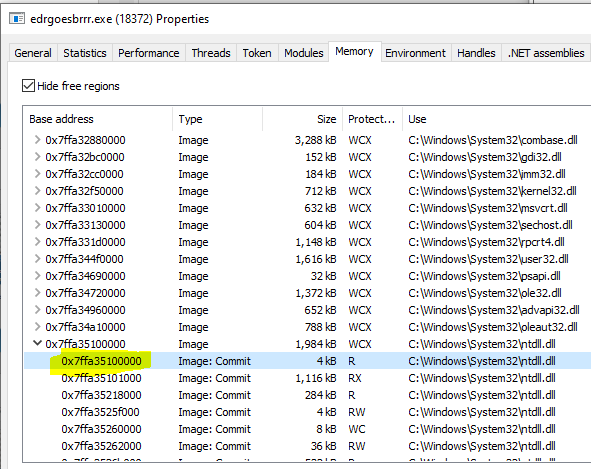 edrgoesbrrr.exe (18372) Properties
General Statistics Performance Threads Token Modules Memory Environment Handles .NET assemblies
Hide free regions
Base address Type Size Protect... Use
0x7ffa32880000 Image 3,288 kB WCX C:\Windows\System32\combase.dll
0x7ffa32bc0000 Image 152 kB WCX C:\Windows\System32\gdi32.dll
0x7ffa32cc0000 Image 184 kB WCX C:\Windows\System32\imm32.dll
0x7ffa32f50000 Image 712 kB WCX C:\Windows\System32\kernel32.dll
0x7ffa33010000 Image 632 kB WCX C:\Windows\System32\msvcrt.dll
0x7ffa33130000 Image 604 kB WCX C:\Windows\System32\sechost.dll
0x7ffa331d0000 Image 1,148 kB WCX C:\Windows\System32\rpcrt4.dll
0x7ffa344f0000 Image 1,616 kB WCX C:\Windows\System32\user32.dll
0x7ffa34690000 Image 32 kB WCX C:\Windows\System32\psapi.dll
0x7ffa34720000 Image 1,372 kB WCX C:\Windows\System32\ole32.dll
0x7ffa34960000 Image 652 kB WCX C:\Windows\System32\advapi32.dll
0x7ffa34a10000 Image 788 kB WCX C:\Windows\System32\oleaut32.dll
0x7ffa35100000 Image 1,984 kB WCX C:\Windows\System32\ntdll.dll
0x7ffa35100000 Image: Commit 4 kB R C:\Windows\System32\ntdll.dll
0x7ffa35101000 Image: Commit 1,116 kB RX C:\Windows\System32\ntdll.dll
0x7ffa35218000 Image: Commit 284 kB R C:\Windows\System32\ntdll.dll
0x7ffa3525f000 Image: Commit 4 kB RW C:\Windows\System32\ntdll.dll
0x7ffa35260000 Image: Commit 8 kB WC C:\Windows\System32\ntdll.dll
0x7ffa35262000 Image: Commit 36 kB RW C:\Windows\System32\ntdll.dll